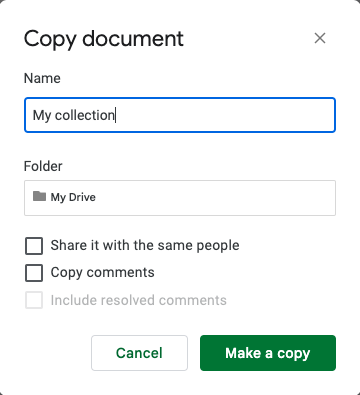 Copy document
Name
My collection
Folder
My Drive
Share it with the same people
Copy comments
Include resolved comments
Cancel
Make a copy